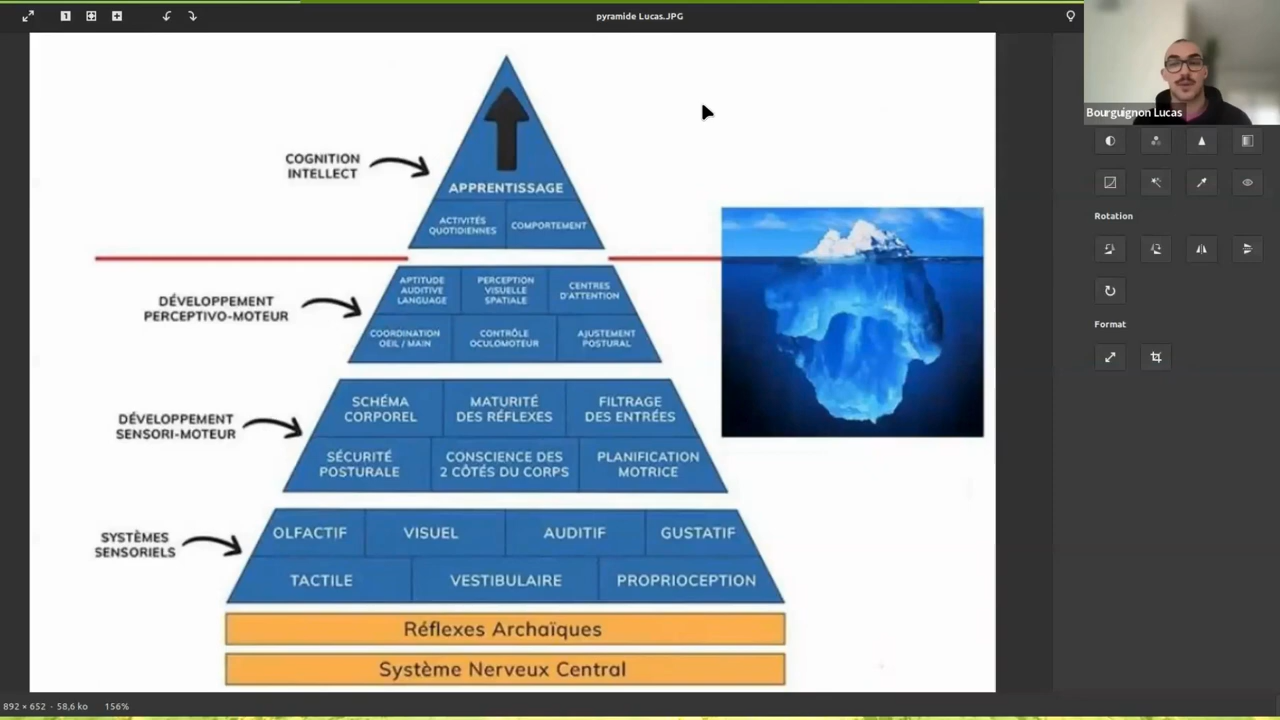 pyramide Lucas.JPG
Bourguignon Lucas
COGNITION
INTELLECT
APPRENTISSAGE
ACTIVITÉS
QUOTIDIENNES
COMPORTEMENT
DÉVELOPPEMENT
PERCEPTIVO-MOTEUR
APTITUDE
AUDITIVE
LANGUAGE
PERCEPTION
VISUELLE
SPATIALE
CENTRES
D'ATTENTION
COORDINATION
OEIL / MAIN
CONTRÔLE
OCULOMOTEUR
AJUSTEMENT
POSTURAL
DÉVELOPPEMENT
SENSORI-MOTEUR
SCHÉMA
CORPOREL
MATURITÉ
DES RÉFLEXES
FILTRAGE
DES ENTRÉES
SÉCURITÉ
POSTURALE
CONSCIENCE DES
2 CÔTÉS DU CORPS
PLANIFICATION
MOTRICE
SYSTÈMES
SENSORIELS
OLFACTIF
VISUEL
AUDITIF
GUSTATIF
TACTILE
VESTIBULAIRE
PROPRIOCEPTION
Réflexes Archaïques
Système Nerveux Central
Rotation
Format
892 × 652 · 58,6 ko 156%